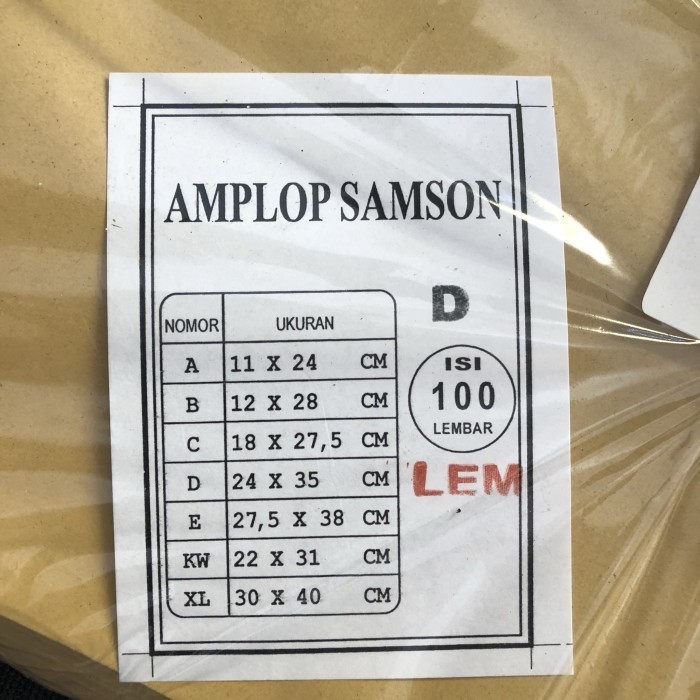 AMPLOP SAMSON
D
NOMOR UKURAN
A 11 X 24 CM
B 12 X 28 CM
C 18 X 27,5 CM
D 24 X 35 CM
E 27,5 X 38 CM
KW 22 X 31 CM
XL 30 X 40 CM
ISI
100
LEMBAR
LEM